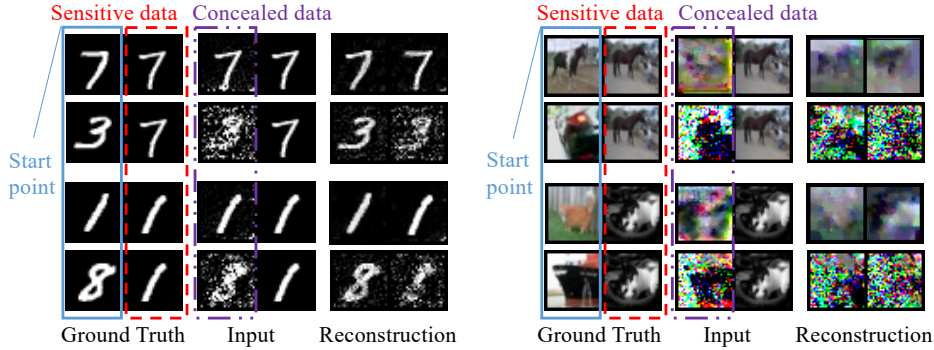 Sensitive data Concealed data
Start
point
Ground Truth Input Reconstruction
Sensitive data Concealed data
Start
point
Ground Truth Input Reconstruction